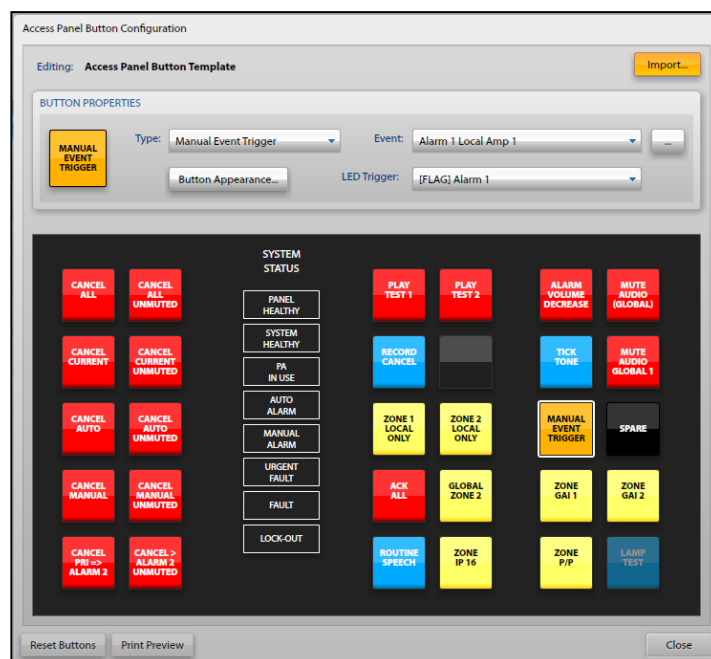 Access Panel Button Configuration
Editing: Access Panel Button Template
Import...
BUTTON PROPERTIES
MANUAL
EVENT
TRIGGER
Type: Manual Event Trigger
Event: Alarm 1 Local Amp 1
...
Button Appearance...
LED Trigger: [FLAG] Alarm 1
CANCEL
ALL
CANCEL
ALL
UNMUTED
CANCEL
CURRENT
CANCEL
CURRENT
UNMUTED
CANCEL
AUTO
CANCEL
AUTO
UNMUTED
CANCEL
MANUAL
CANCEL
MANUAL
UNMUTED
CANCEL
PRI =>
ALARM 2
CANCEL >
ALARM 2
UNMUTED
SYSTEM
STATUS
PANEL
HEALTHY
SYSTEM
HEALTHY
PA
IN USE
AUTO
ALARM
MANUAL
ALARM
URGENT
FAULT
FAULT
LOCK-OUT
PLAY
TEST 1
PLAY
TEST 2
RECORD
CANCEL
ZONE 1
LOCAL
ONLY
ZONE 2
LOCAL
ONLY
ACK
ALL
GLOBAL
ZONE 2
ROUTINE
SPEECH
ZONE
IP 16
ALARM
VOLUME
DECREASE
MUTE
AUDIO
(GLOBAL)
TICK
TONE
MUTE
AUDIO
GLOBAL 1
MANUAL
EVENT
TRIGGER
SPARE
ZONE
GAI 1
ZONE
GAI 2
ZONE
P/P
LAMP
TEST
Reset Buttons
Print Preview
Close